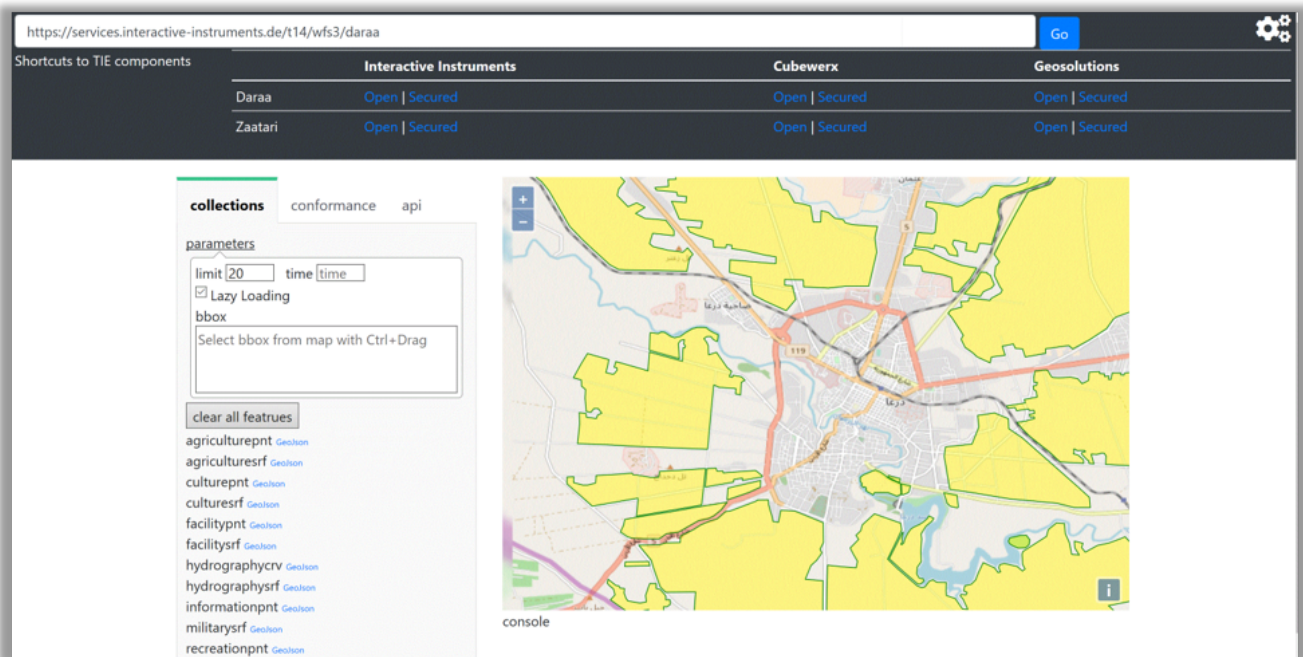 https://services.interactive-instruments.de/t14/wfs3/daraa
Go
Shortcuts to TIE components
Interactive Instruments Cubewerx Geosolutions
Daraa Open | Secured Open | Secured Open | Secured
Zaatari Open | Secured Open | Secured Open | Secured
collections conformance api
parameters
limit 20 time time
Lazy Loading
bbox
Select bbox from map with Ctrl+Drag
clear all featrues
agriculturepnt GeoJson
agriculturesrf GeoJson
culturepnt GeoJson
culturesrf GeoJson
facilitypnt GeoJson
facilitysrf GeoJson
hydrographycrv GeoJson
hydrographysrf GeoJson
informationpnt GeoJson
militarysrf GeoJson
recreationpnt GeoJson
+
−
عثمان
5
ضاحية درعا
119
درعا
i
console